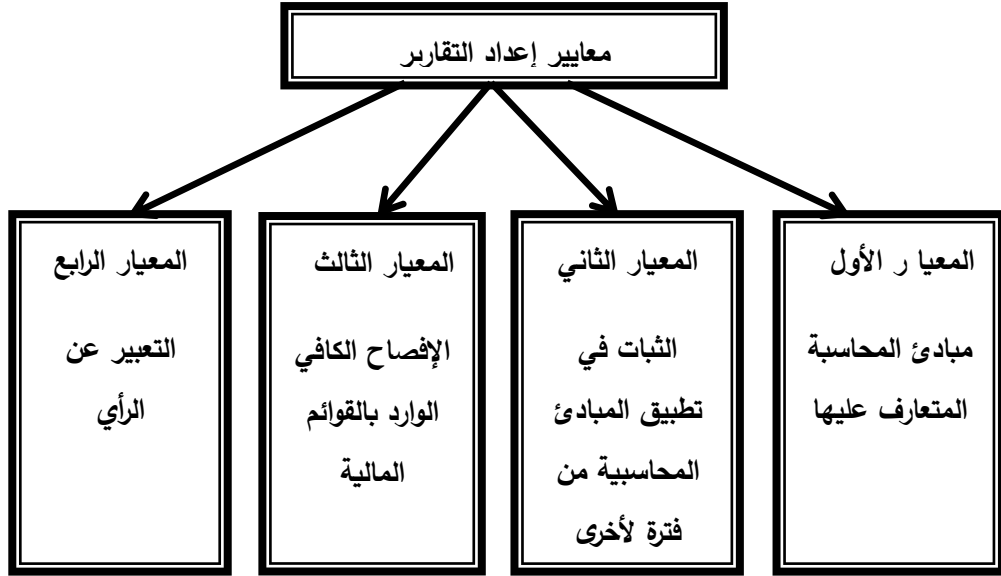 معايير إعداد التقارير
المعيا ر الأول
مبادئ المحاسبة
المتعارف عليها
المعيار الثاني
الثبات في
تطبيق المبادئ
المحاسبية من
فترة لأخرى
المعيار الثالث
الإفصاح الكافي
الوارد بالقوائم
المالية
المعيار الرابع
التعبير عن
الرأي